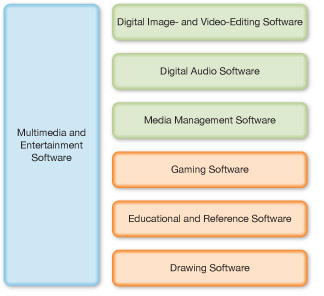 Multimedia and
Entertainment
Software
Digital Image- and Video-Editing Software
Digital Audio Software
Media Management Software
Gaming Software
Educational and Reference Software
Drawing Software